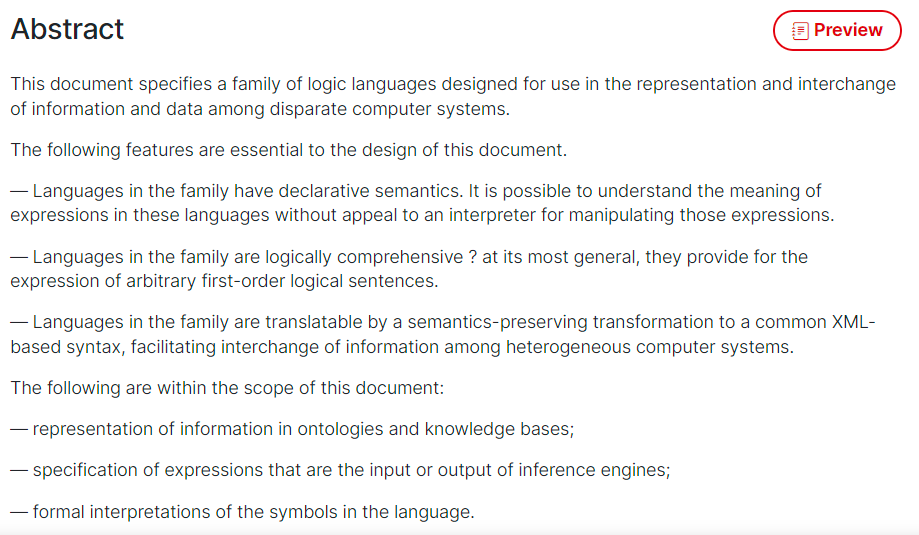 Abstract
Preview
This document specifies a family of logic languages designed for use in the representation and interchange
of information and data among disparate computer systems.
The following features are essential to the design of this document.
— Languages in the family have declarative semantics. It is possible to understand the meaning of
expressions in these languages without appeal to an interpreter for manipulating those expressions.
— Languages in the family are logically comprehensive ? at its most general, they provide for the
expression of arbitrary first-order logical sentences.
— Languages in the family are translatable by a semantics-preserving transformation to a common XML-
based syntax, facilitating interchange of information among heterogeneous computer systems.
The following are within the scope of this document:
— representation of information in ontologies and knowledge bases;
— specification of expressions that are the input or output of inference engines;
— formal interpretations of the symbols in the language.